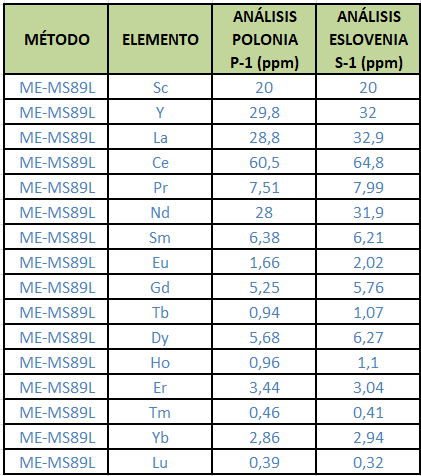 MÉTODO ELEMENTO ANÁLISIS POLONIA P-1 (ppm) ANÁLISIS ESLOVENIA S-1 (ppm)
ME-MS89L Sc 20 20
ME-MS89L Y 29,8 32
ME-MS89L La 28,8 32,9
ME-MS89L Ce 60,5 64,8
ME-MS89L Pr 7,51 7,99
ME-MS89L Nd 28 31,9
ME-MS89L Sm 6,38 6,21
ME-MS89L Eu 1,66 2,02
ME-MS89L Gd 5,25 5,76
ME-MS89L Tb 0,94 1,07
ME-MS89L Dy 5,68 6,27
ME-MS89L Ho 0,96 1,1
ME-MS89L Er 3,44 3,04
ME-MS89L Tm 0,46 0,41
ME-MS89L Yb 2,86 2,94
ME-MS89L Lu 0,39 0,32